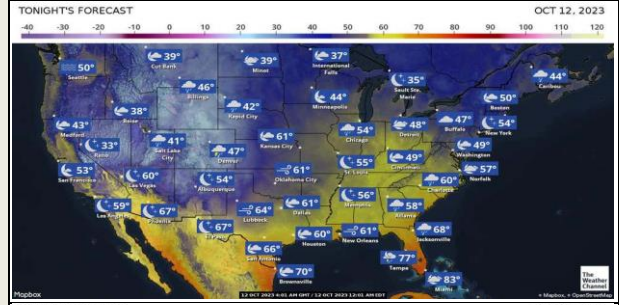 TONIGHT'S FORECAST OCT 12, 2023
-40 -30 -20 -10 0 10 20 30 40 50 60 70 80 90 100 110 120
50° Seattle
39° Cut Bank
39° Minot
37° International Falls
46° Billings
44° Minneapolis
35° Sault Ste. Marie
44° Caribou
38° Boise
42° Rapid City
50° Boston
43° Medford
33° Reno
41° Salt Lake City
47° Denver
61° Kansas City
54° Chicago
48° Detroit
47° Buffalo
54° New York
53° San Francisco
60° Las Vegas
54° Albuquerque
61° Oklahoma City
55° St. Louis
49° Cincinnati
49° Washington
57° Norfolk
59° Los Angeles
67° Phoenix
67° El Paso
64° Lubbock
61° Dallas
56° Memphis
60° Charlotte
58° Atlanta
66° San Antonio
60° Houston
61° New Orleans
68° Jacksonville
70° Brownsville
77° Tampa
83° Miami
The Weather Channel
Mapbox
12 OCT 2023 4:01 AM GMT / 12 OCT 2023 12:01 AM EDT
© Mapbox, © OpenStreetMap